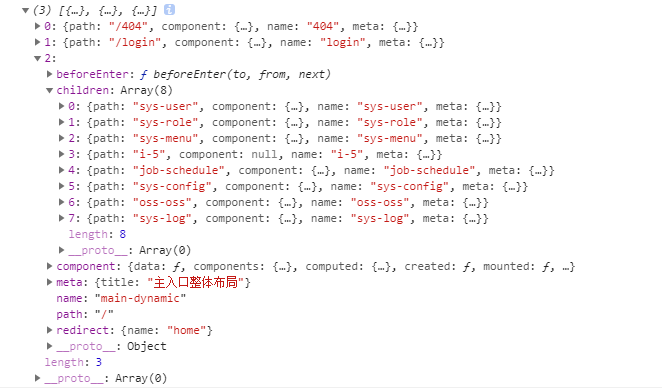 ▼ (3) [{…}, {…}, {…}] i
▶ 0: {path: "/404", component: {…}, name: "404", meta: {…}}
▶ 1: {path: "/login", component: {…}, name: "login", meta: {…}}
▼ 2:
▶ beforeEnter: ƒ beforeEnter(to, from, next)
▼ children: Array(8)
▶ 0: {path: "sys-user", component: {…}, name: "sys-user", meta: {…}}
▶ 1: {path: "sys-role", component: {…}, name: "sys-role", meta: {…}}
▶ 2: {path: "sys-menu", component: {…}, name: "sys-menu", meta: {…}}
▶ 3: {path: "i-5", component: null, name: "i-5", meta: {…}}
▶ 4: {path: "job-schedule", component: {…}, name: "job-schedule", meta: {…}}
▶ 5: {path: "sys-config", component: {…}, name: "sys-config", meta: {…}}
▶ 6: {path: "oss-oss", component: {…}, name: "oss-oss", meta: {…}}
▶ 7: {path: "sys-log", component: {…}, name: "sys-log", meta: {…}}
length: 8
▶ __proto__: Array(0)
▶ component: {data: ƒ, components: {…}, computed: {…}, created: ƒ, mounted: ƒ, …}
▶ meta: {title: "主入口整体布局"}
name: "main-dynamic"
path: "/"
▶ redirect: {name: "home"}
▶ __proto__: Object
length: 3
▶ __proto__: Array(0)